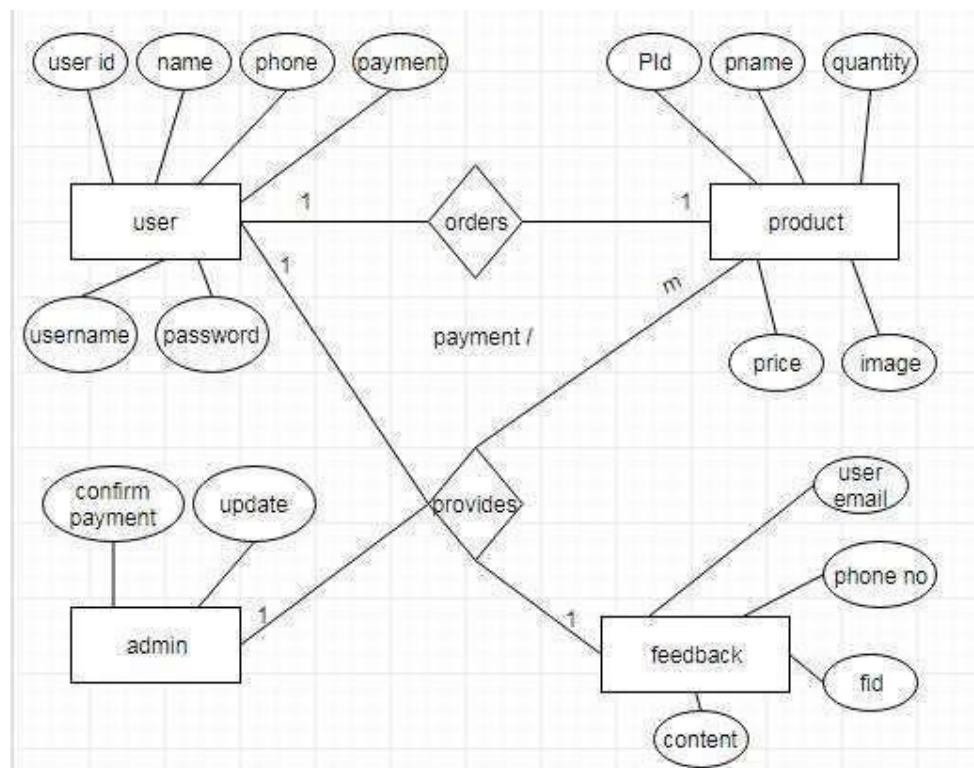 user id
name
phone
payment
PId
pname
quantity
1
1
user
orders
product
1
m
username
password
payment /
price
image
confirm
payment
update
provides
user
email
phone no
1
1
admin
feedback
fid
content